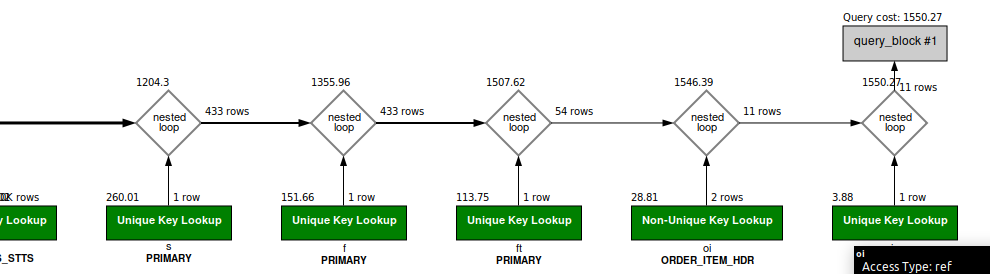 Query cost: 1550.27
query_block #1
1204.3
1355.96
1507.62
1546.39
1550.27
11 rows
nested
loop
433 rows
nested
loop
433 rows
nested
loop
54 rows
nested
loop
11 rows
nested
loop
K rows
260.01
1 row
151.66
1 row
113.75
1 row
28.81
2 rows
3.88
1 row
y Lookup
Unique Key Lookup
Unique Key Lookup
Unique Key Lookup
Non-Unique Key Lookup
Unique Key Lookup
s
f
ft
oi
S_STTS
PRIMARY
PRIMARY
PRIMARY
ORDER_ITEM_HDR
oi
Access Type: ref